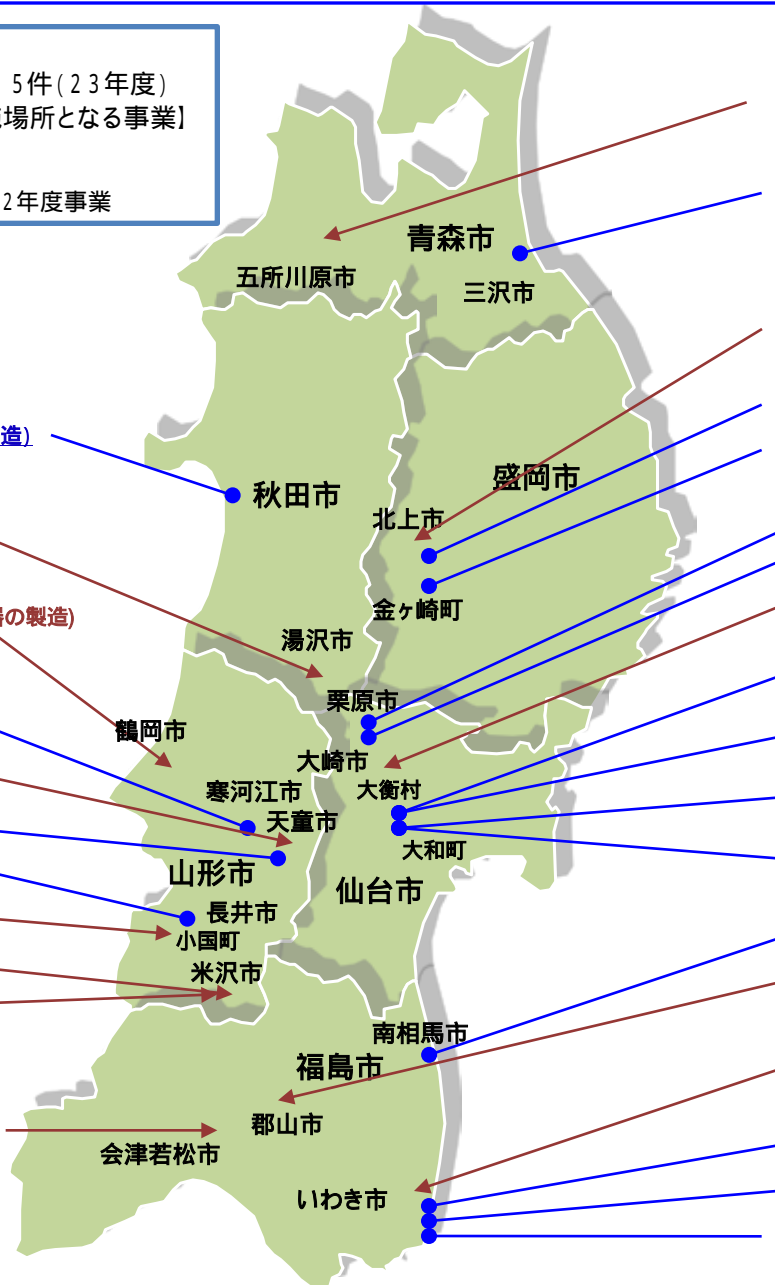 5件(23年度)
場所となる事業】
2年度事業
青森市
五所川原市
三沢市
造)
盛岡市
秋田市
北上市
金ヶ崎町
の製造)
湯沢市
栗原市
鶴岡市
大崎市
寒河江市
大衡村
天童市
大和町
山形市
仙台市
長井市
小国町
米沢市
南相馬市
福島市
郡山市
会津若松市
いわき市